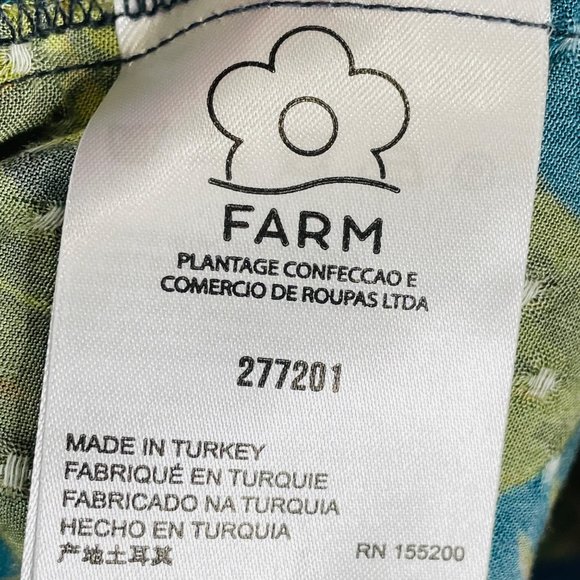 FARM
PLANTAGE CONFECCAO E
COMERCIO DE ROUPAS LTDA
277201
MADE IN TURKEY
FABRIQUÉ EN TURQUIE
FABRICADO NA TURQUIA
HECHO EN TURQUIA
产地土耳其
RN 155200